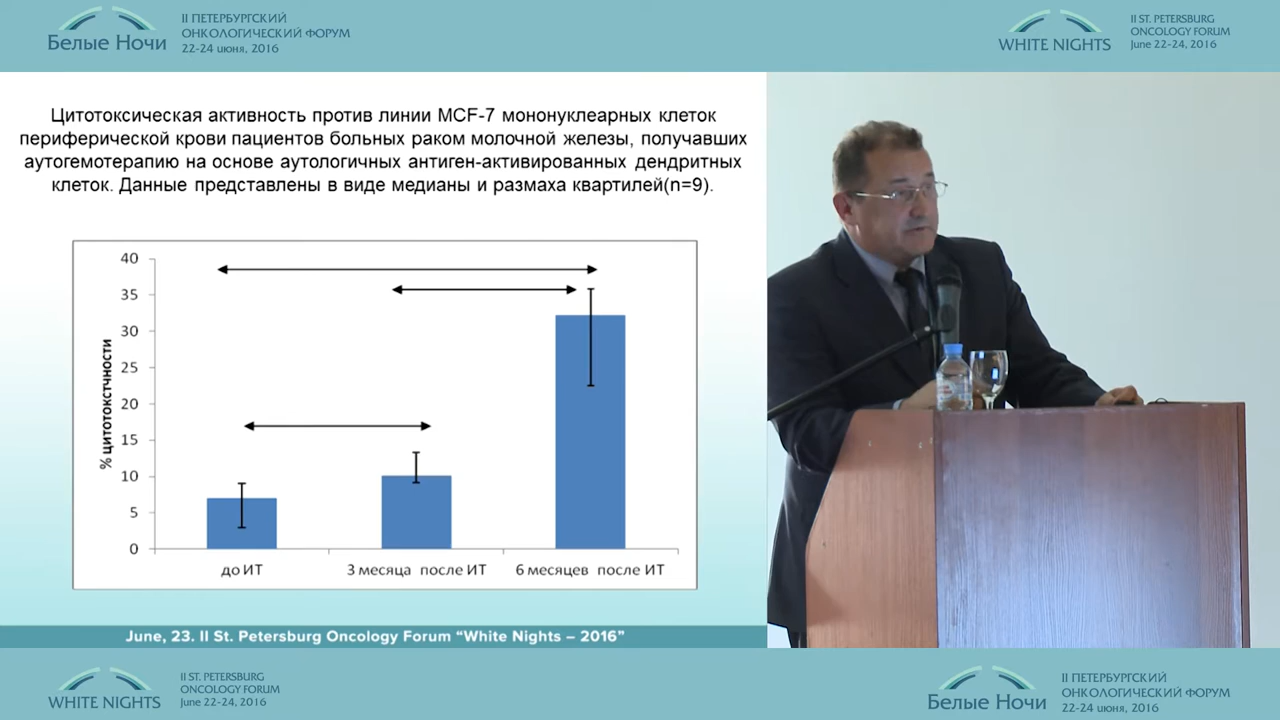 Белые Ночи
II ПЕТЕРБУРГСКИЙ
ОНКОЛОГИЧЕСКИЙ ФОРУМ
22-24 июня, 2016
WHITE NIGHTS
II ST. PETERSBURG
ONCOLOGY FORUM
June 22-24, 2016
Цитотоксическая активность против линии MCF-7 мононуклеарных клеток
периферической крови пациентов больных раком молочной железы, получавших
аутогемотерапию на основе аутологичных антиген-активированных дендритных
клеток. Данные представлены в виде медианы и размаха квартилей(n=9).
% цитотокстчности
40
35
30
25
20
15
10
5
0
до ИТ
3 месяца после ИТ
6 месяцев после ИТ
June, 23. II St. Petersburg Oncology Forum “White Nights – 2016”
WHITE NIGHTS
II ST. PETERSBURG
ONCOLOGY FORUM
June 22-24, 2016
Белые Ночи
II ПЕТЕРБУРГСКИЙ
ОНКОЛОГИЧЕСКИЙ ФОРУМ
22-24 июня, 2016